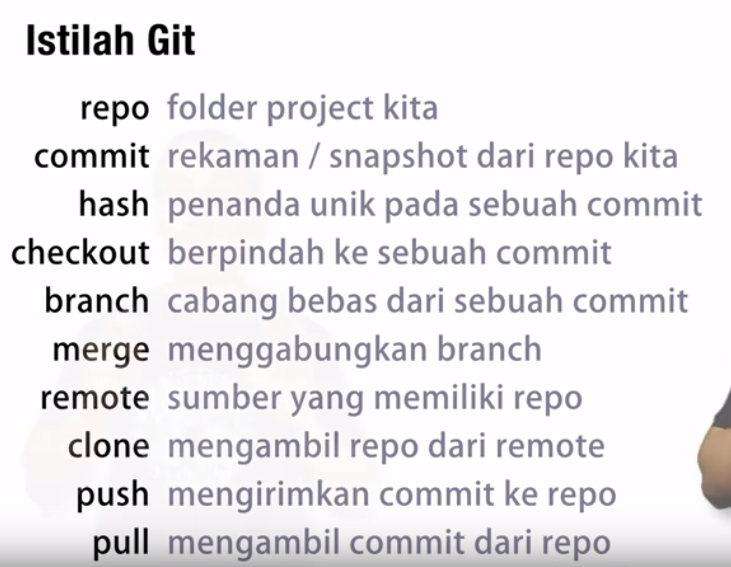 Istilah Git
repo folder project kita
commit rekaman / snapshot dari repo kita
hash penanda unik pada sebuah commit
checkout berpindah ke sebuah commit
branch cabang bebas dari sebuah commit
merge menggabungkan branch
remote sumber yang memiliki repo
clone mengambil repo dari remote
push mengirimkan commit ke repo
pull mengambil commit dari repo